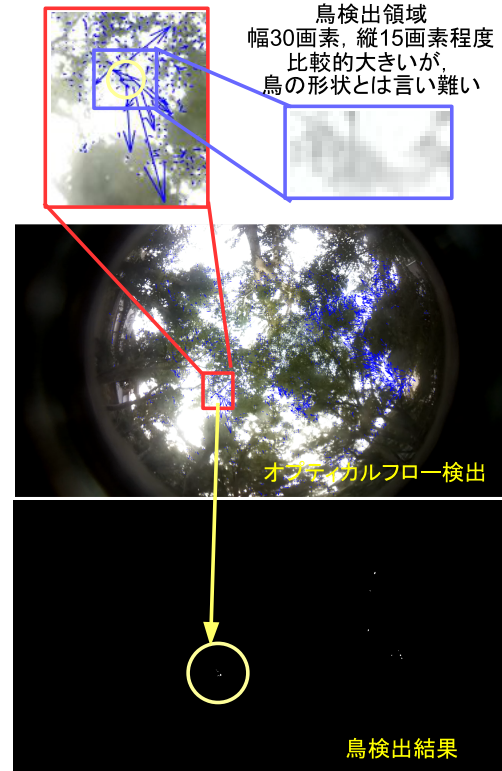 鳥検出領域
幅30画素，縦15画素程度
比較的大きいが，
鳥の形状とは言い難い
オプティカルフロー検出
鳥検出結果